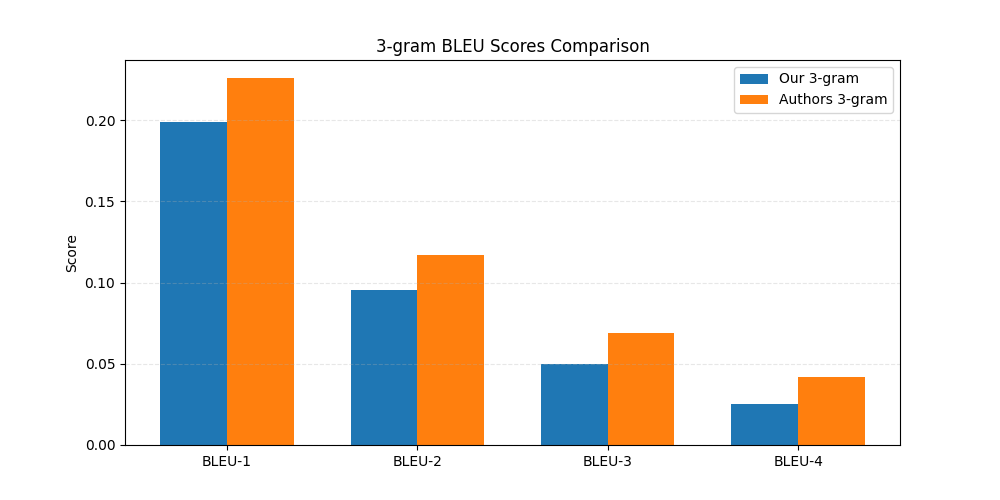 3-gram BLEU Scores Comparison
Our 3-gram
Authors 3-gram
Score
0.20
0.15
0.10
0.05
0.00
BLEU-1 BLEU-2 BLEU-3 BLEU-4